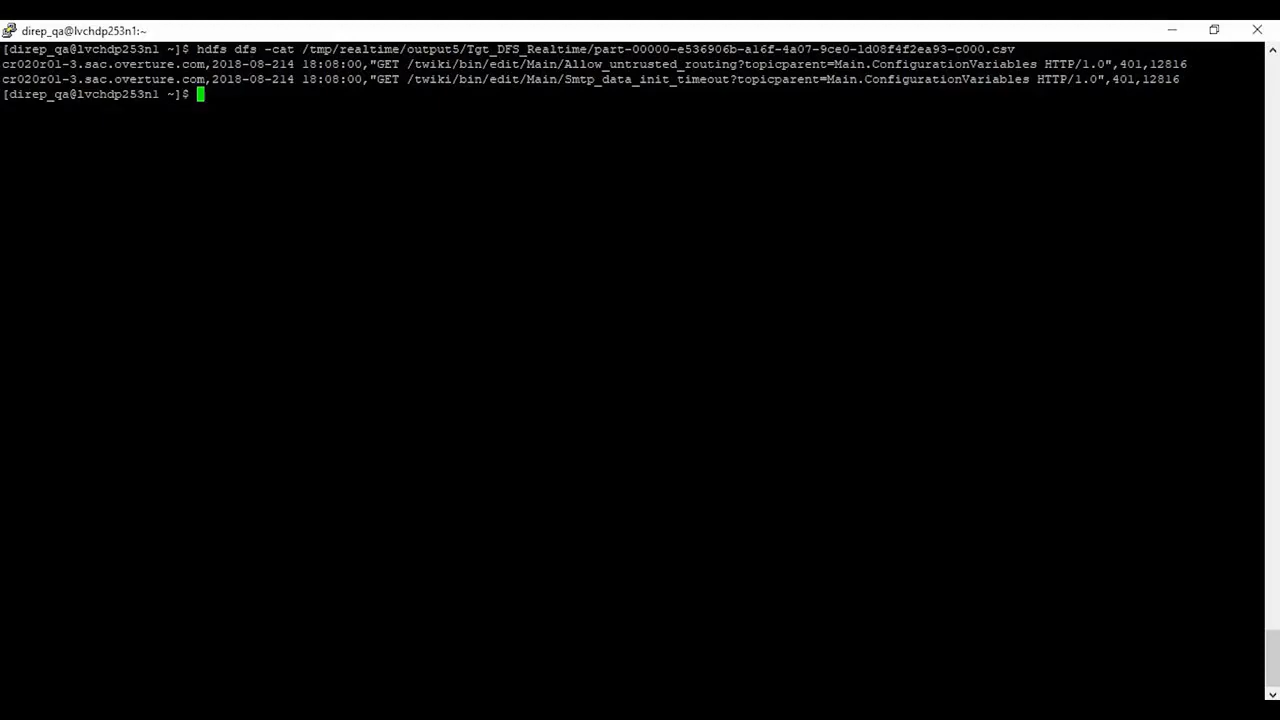 direp_qa@lvchdp253n1:~
[direp_qa@lvchdp253n1 ~]$ hdfs dfs -cat /tmp/realtime/output5/Tgt_DFS_Realtime/part-00000-e536906b-a16f-4a07-9ce0-1d08f4f2ea93-c000.csv
cr020r01-3.sac.overture.com,2018-08-214 18:08:00,"GET /twiki/bin/edit/Main/Allow_untrusted_routing?topicparent=Main.ConfigurationVariables HTTP/1.0",401,12816
cr020r01-3.sac.overture.com,2018-08-214 18:08:00,"GET /twiki/bin/edit/Main/Smtp_data_init_timeout?topicparent=Main.ConfigurationVariables HTTP/1.0",401,12816
[direp_qa@lvchdp253n1 ~]$